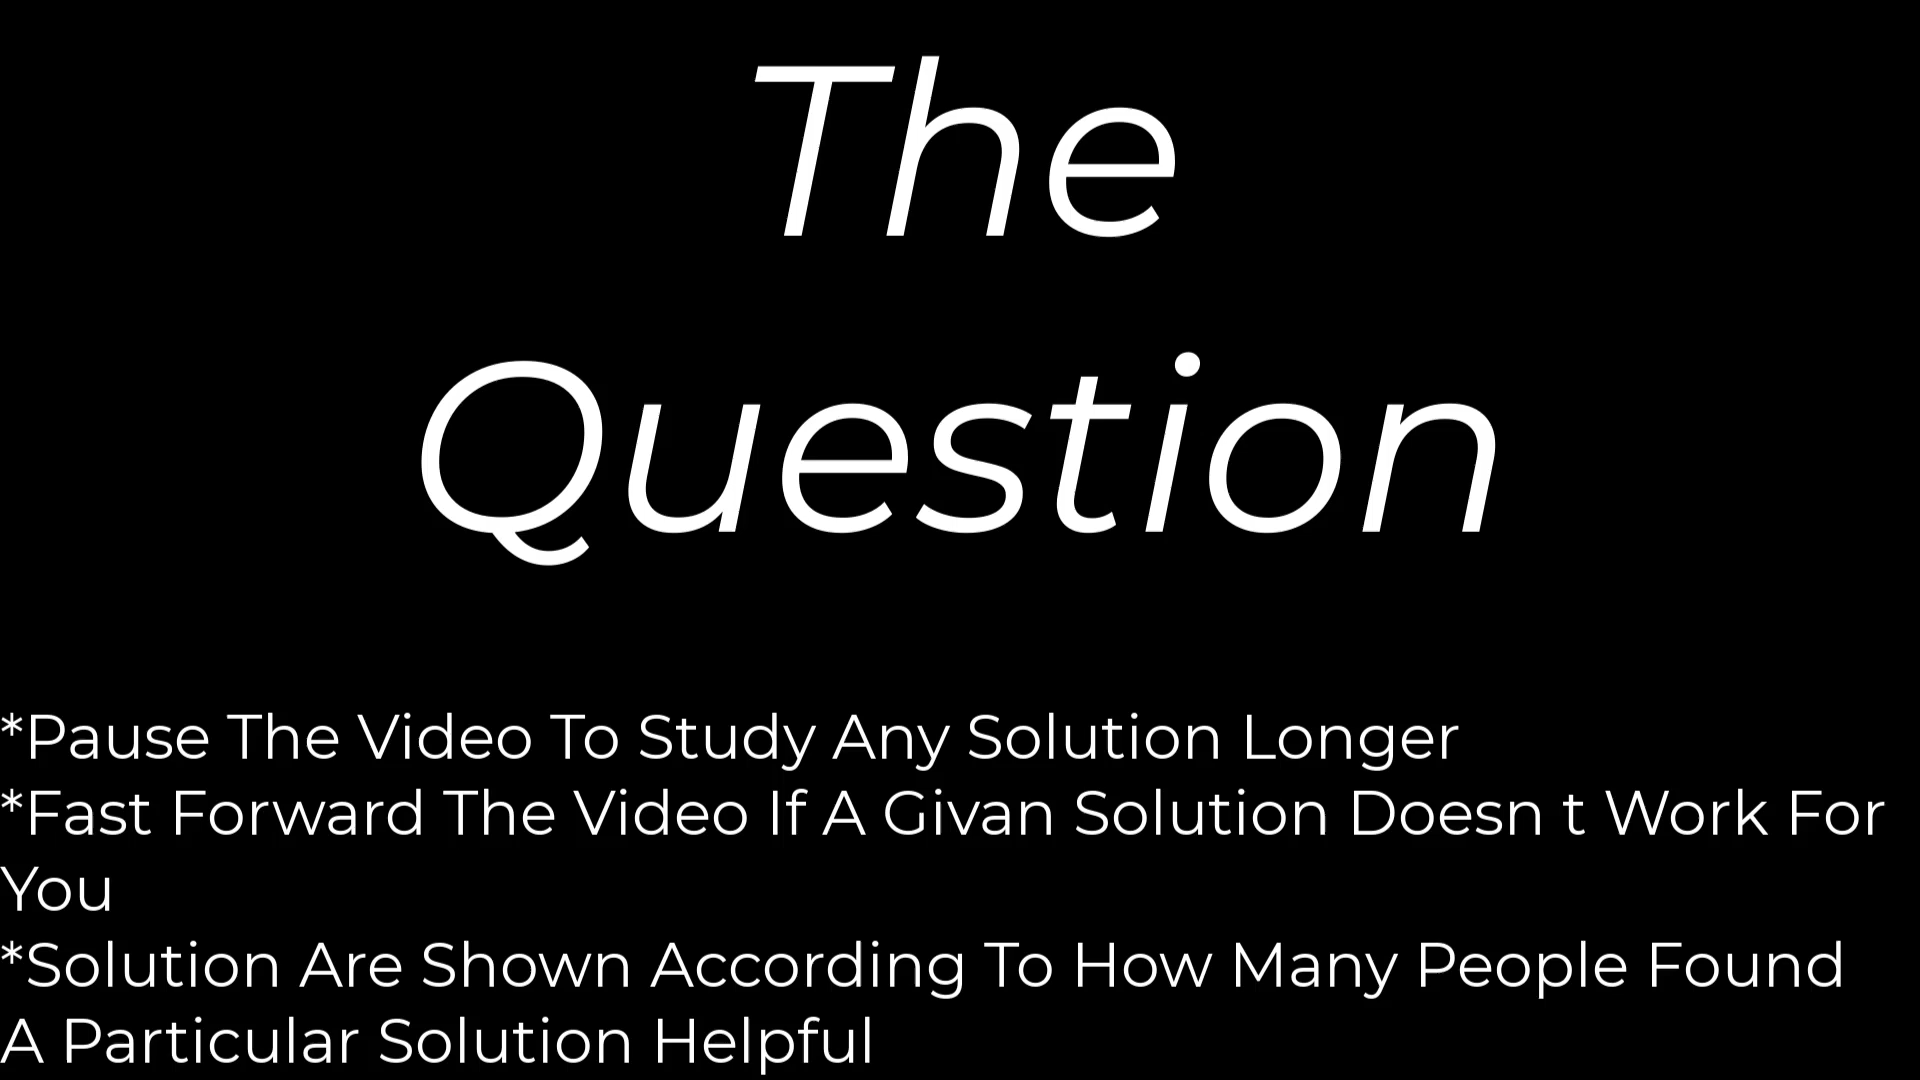 The
Question
*Pause The Video To Study Any Solution Longer
*Fast Forward The Video If A Givan Solution Doesn t Work For
You
*Solution Are Shown According To How Many People Found
A Particular Solution Helpful